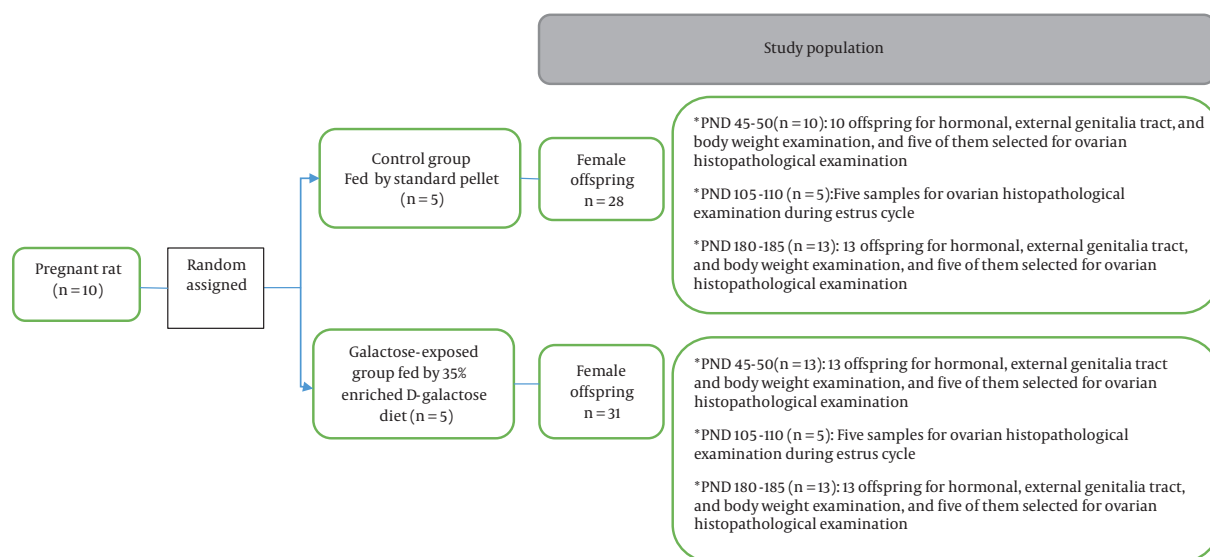 Study population
Pregnant rat
(n = 10)
Random
assigned
Control group
Fed by standard pellet
(n = 5)
Female
offspring
n = 28
*PND 45-50(n = 10): 10 offspring for hormonal, external genitalia tract, and
body weight examination, and five of them selected for ovarian
histopathological examination
*PND 105-110 (n = 5):Five samples for ovarian histopathological
examination during estrus cycle
*PND 180-185 (n = 13): 13 offspring for hormonal, external genitalia tract,
and body weight examination, and five of them selected for ovarian
histopathological examination
Galactose-exposed
group fed by 35%
enriched D-galactose
diet (n = 5)
Female
offspring
n = 31
*PND 45-50(n = 13): 13 offspring for hormonal, external genitalia tract
and body weight examination, and five of them selected for ovarian
histopathological examination
*PND 105-110 (n = 5): Five samples for ovarian histopathological
examination during estrus cycle
*PND 180-185 (n = 13): 13 offspring for hormonal, external genitalia tract,
and body weight examination, and five of them selected for ovarian
histopathological examination